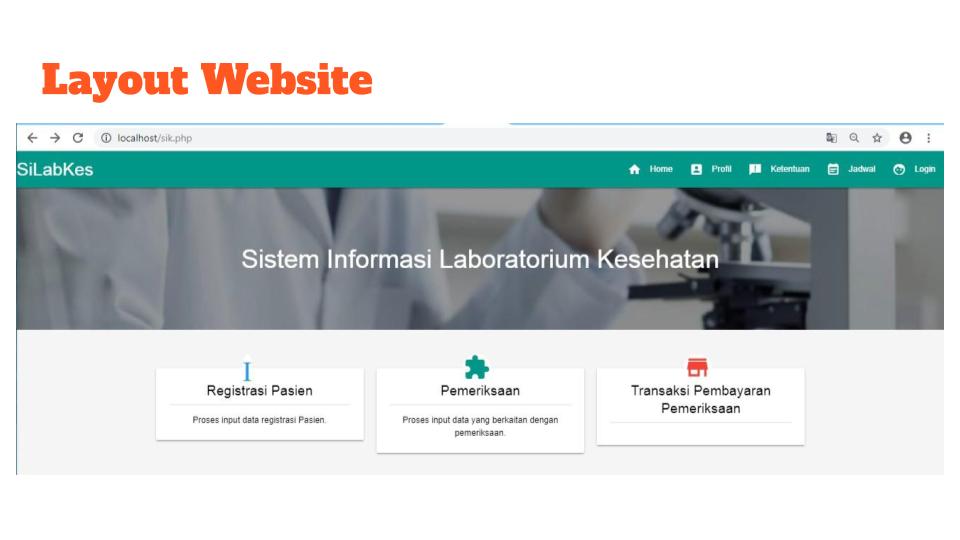 Layout Website
localhost/sik.php
SiLabKes
Home Profil Ketentuan Jadwal Login
Sistem Informasi Laboratorium Kesehatan
Registrasi Pasien
Proses input data registrasi Pasien.
Pemeriksaan
Proses input data yang berkaitan dengan
pemeriksaan.
Transaksi Pembayaran
Pemeriksaan